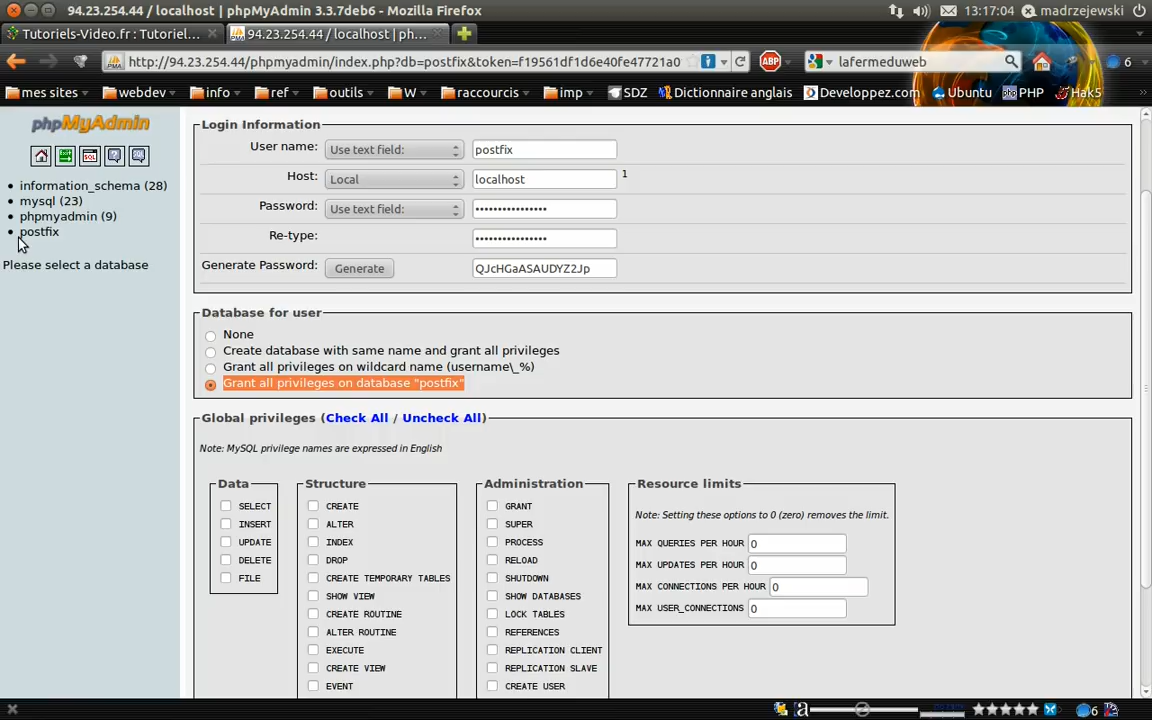 94.23.254.44 / localhost | phpMyAdmin 3.3.7deb6 - Mozilla Firefox
13:17:04 madrzejewski
Tutoriels-Video.fr : Tutoriel...
94.23.254.44 / localhost | ph...
http://94.23.254.44/phpmyadmin/index.php?db=postfix&token=f19561df1d6e40fe47721a0
ABP
lafermeduweb
6
mes sites
webdev
info
ref
outils
W
raccourcis
imp
SDZ
Dictionnaire anglais
Developpez.com
Ubuntu
PHP
Hak5
phpMyAdmin
SQL
information_schema (28)
mysql (23)
phpmyadmin (9)
postfix
Please select a database
Login Information
User name: Use text field: postfix
Host: Local localhost 1
Password: Use text field: ••••••••••••••••
Re-type: ••••••••••••••••
Generate Password: Generate QJcHGaASAUDYZ2Jp
Database for user
None
Create database with same name and grant all privileges
Grant all privileges on wildcard name (username\_%)
Grant all privileges on database "postfix"
Global privileges (Check All / Uncheck All)
Note: MySQL privilege names are expressed in English
Data
SELECT
INSERT
UPDATE
DELETE
FILE
Structure
CREATE
ALTER
INDEX
DROP
CREATE TEMPORARY TABLES
SHOW VIEW
CREATE ROUTINE
ALTER ROUTINE
EXECUTE
CREATE VIEW
EVENT
Administration
GRANT
SUPER
PROCESS
RELOAD
SHUTDOWN
SHOW DATABASES
LOCK TABLES
REFERENCES
REPLICATION CLIENT
REPLICATION SLAVE
CREATE USER
Resource limits
Note: Setting these options to 0 (zero) removes the limit.
MAX QUERIES PER HOUR 0
MAX UPDATES PER HOUR 0
MAX CONNECTIONS PER HOUR 0
MAX USER_CONNECTIONS 0
a
6